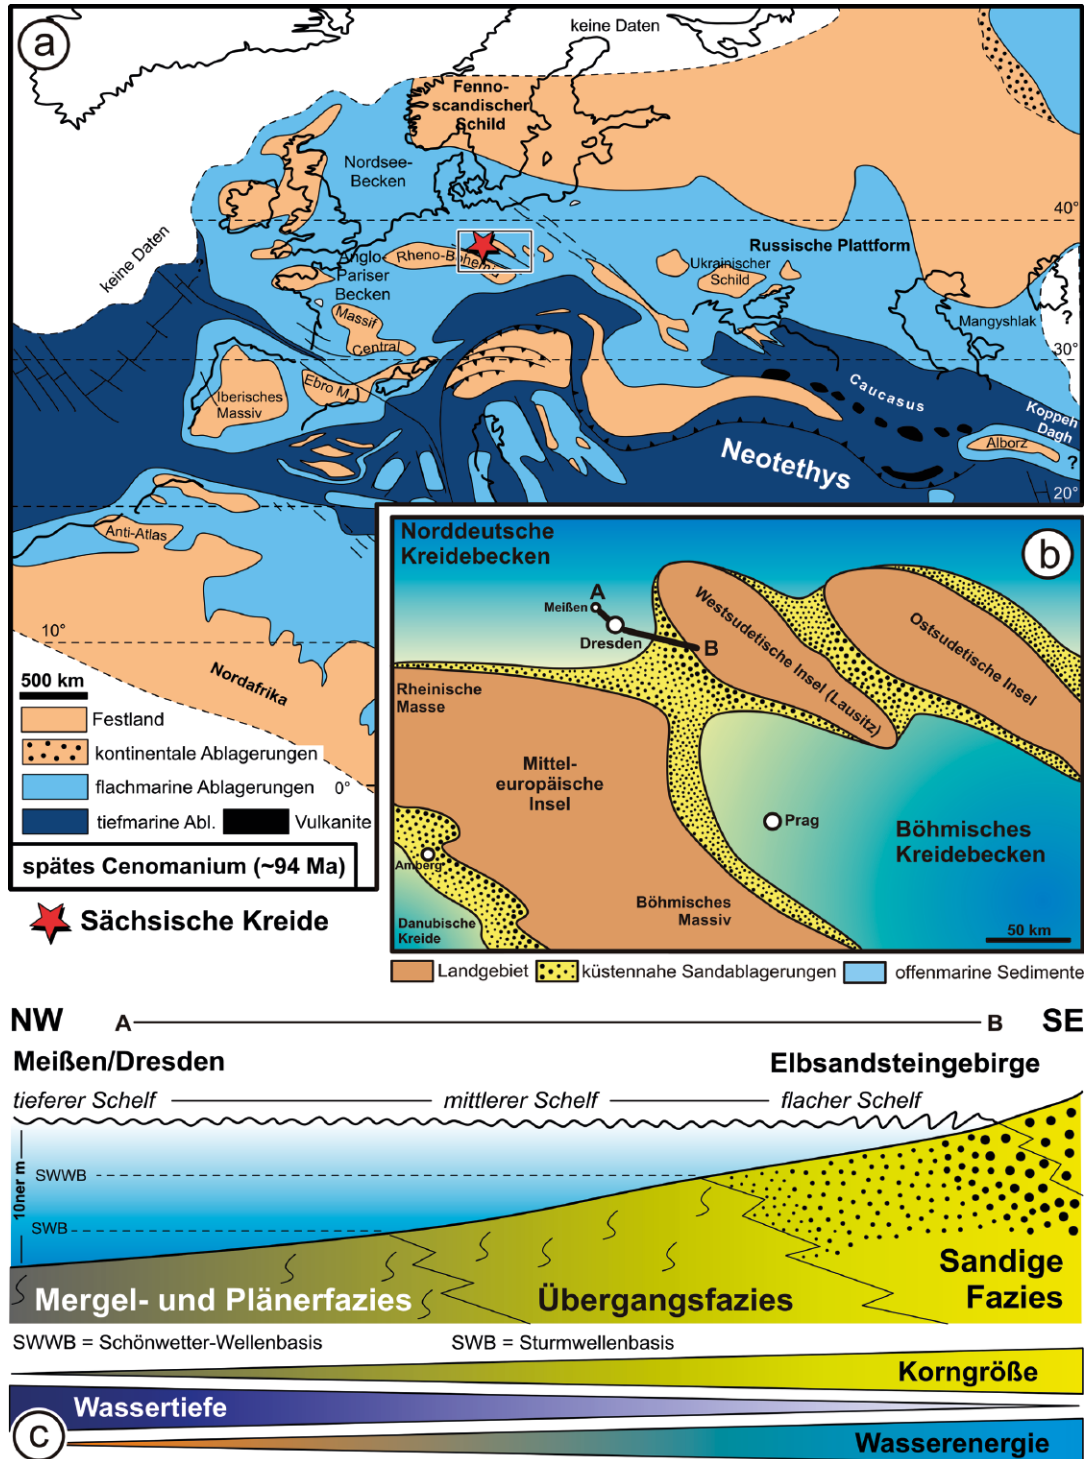 a
keine Daten
Fenno-
scandischer
Schild
Nordsee-
Becken
40°
keine Daten
Anglo-
Pariser
Becken
Rheno-Bohemia
Russische Plattform
Ukrainischer
Schild
?
Mangyshlak
?
Massif
Central
30°
Iberisches
Massiv
Ebro M.
Caucasus
Koppeh
Dagh
Alborz
?
Neotethys
20°
Anti-Atlas
10°
Nordafrika
500 km
Festland
kontinentale Ablagerungen
flachmarine Ablagerungen
0°
tiefmarine Abl.
Vulkanite
spätes Cenomanium (~94 Ma)
Sächsische Kreide
b
Norddeutsche
Kreidebecken
A
Meißen
Dresden
B
Westsudetische Insel (Lausitz)
Ostsudetische Insel
Rheinische
Masse
Mittel-
europäische
Insel
Prag
Böhmisches
Kreidebecken
Amberg
Böhmisches
Massiv
Danubische
Kreide
50 km
Landgebiet
küstennahe Sandablagerungen
offenmarine Sedimente
NW
A
B
SE
Meißen/Dresden
Elbsandsteingebirge
tieferer Schelf
mittlerer Schelf
flacher Schelf
10ner m
SWWB
SWB
Mergel- und Plänerfazies
Übergangsfazies
Sandige
Fazies
SWWB = Schönwetter-Wellenbasis
SWB = Sturmwellenbasis
Korngröße
Wassertiefe
c
Wasserenergie